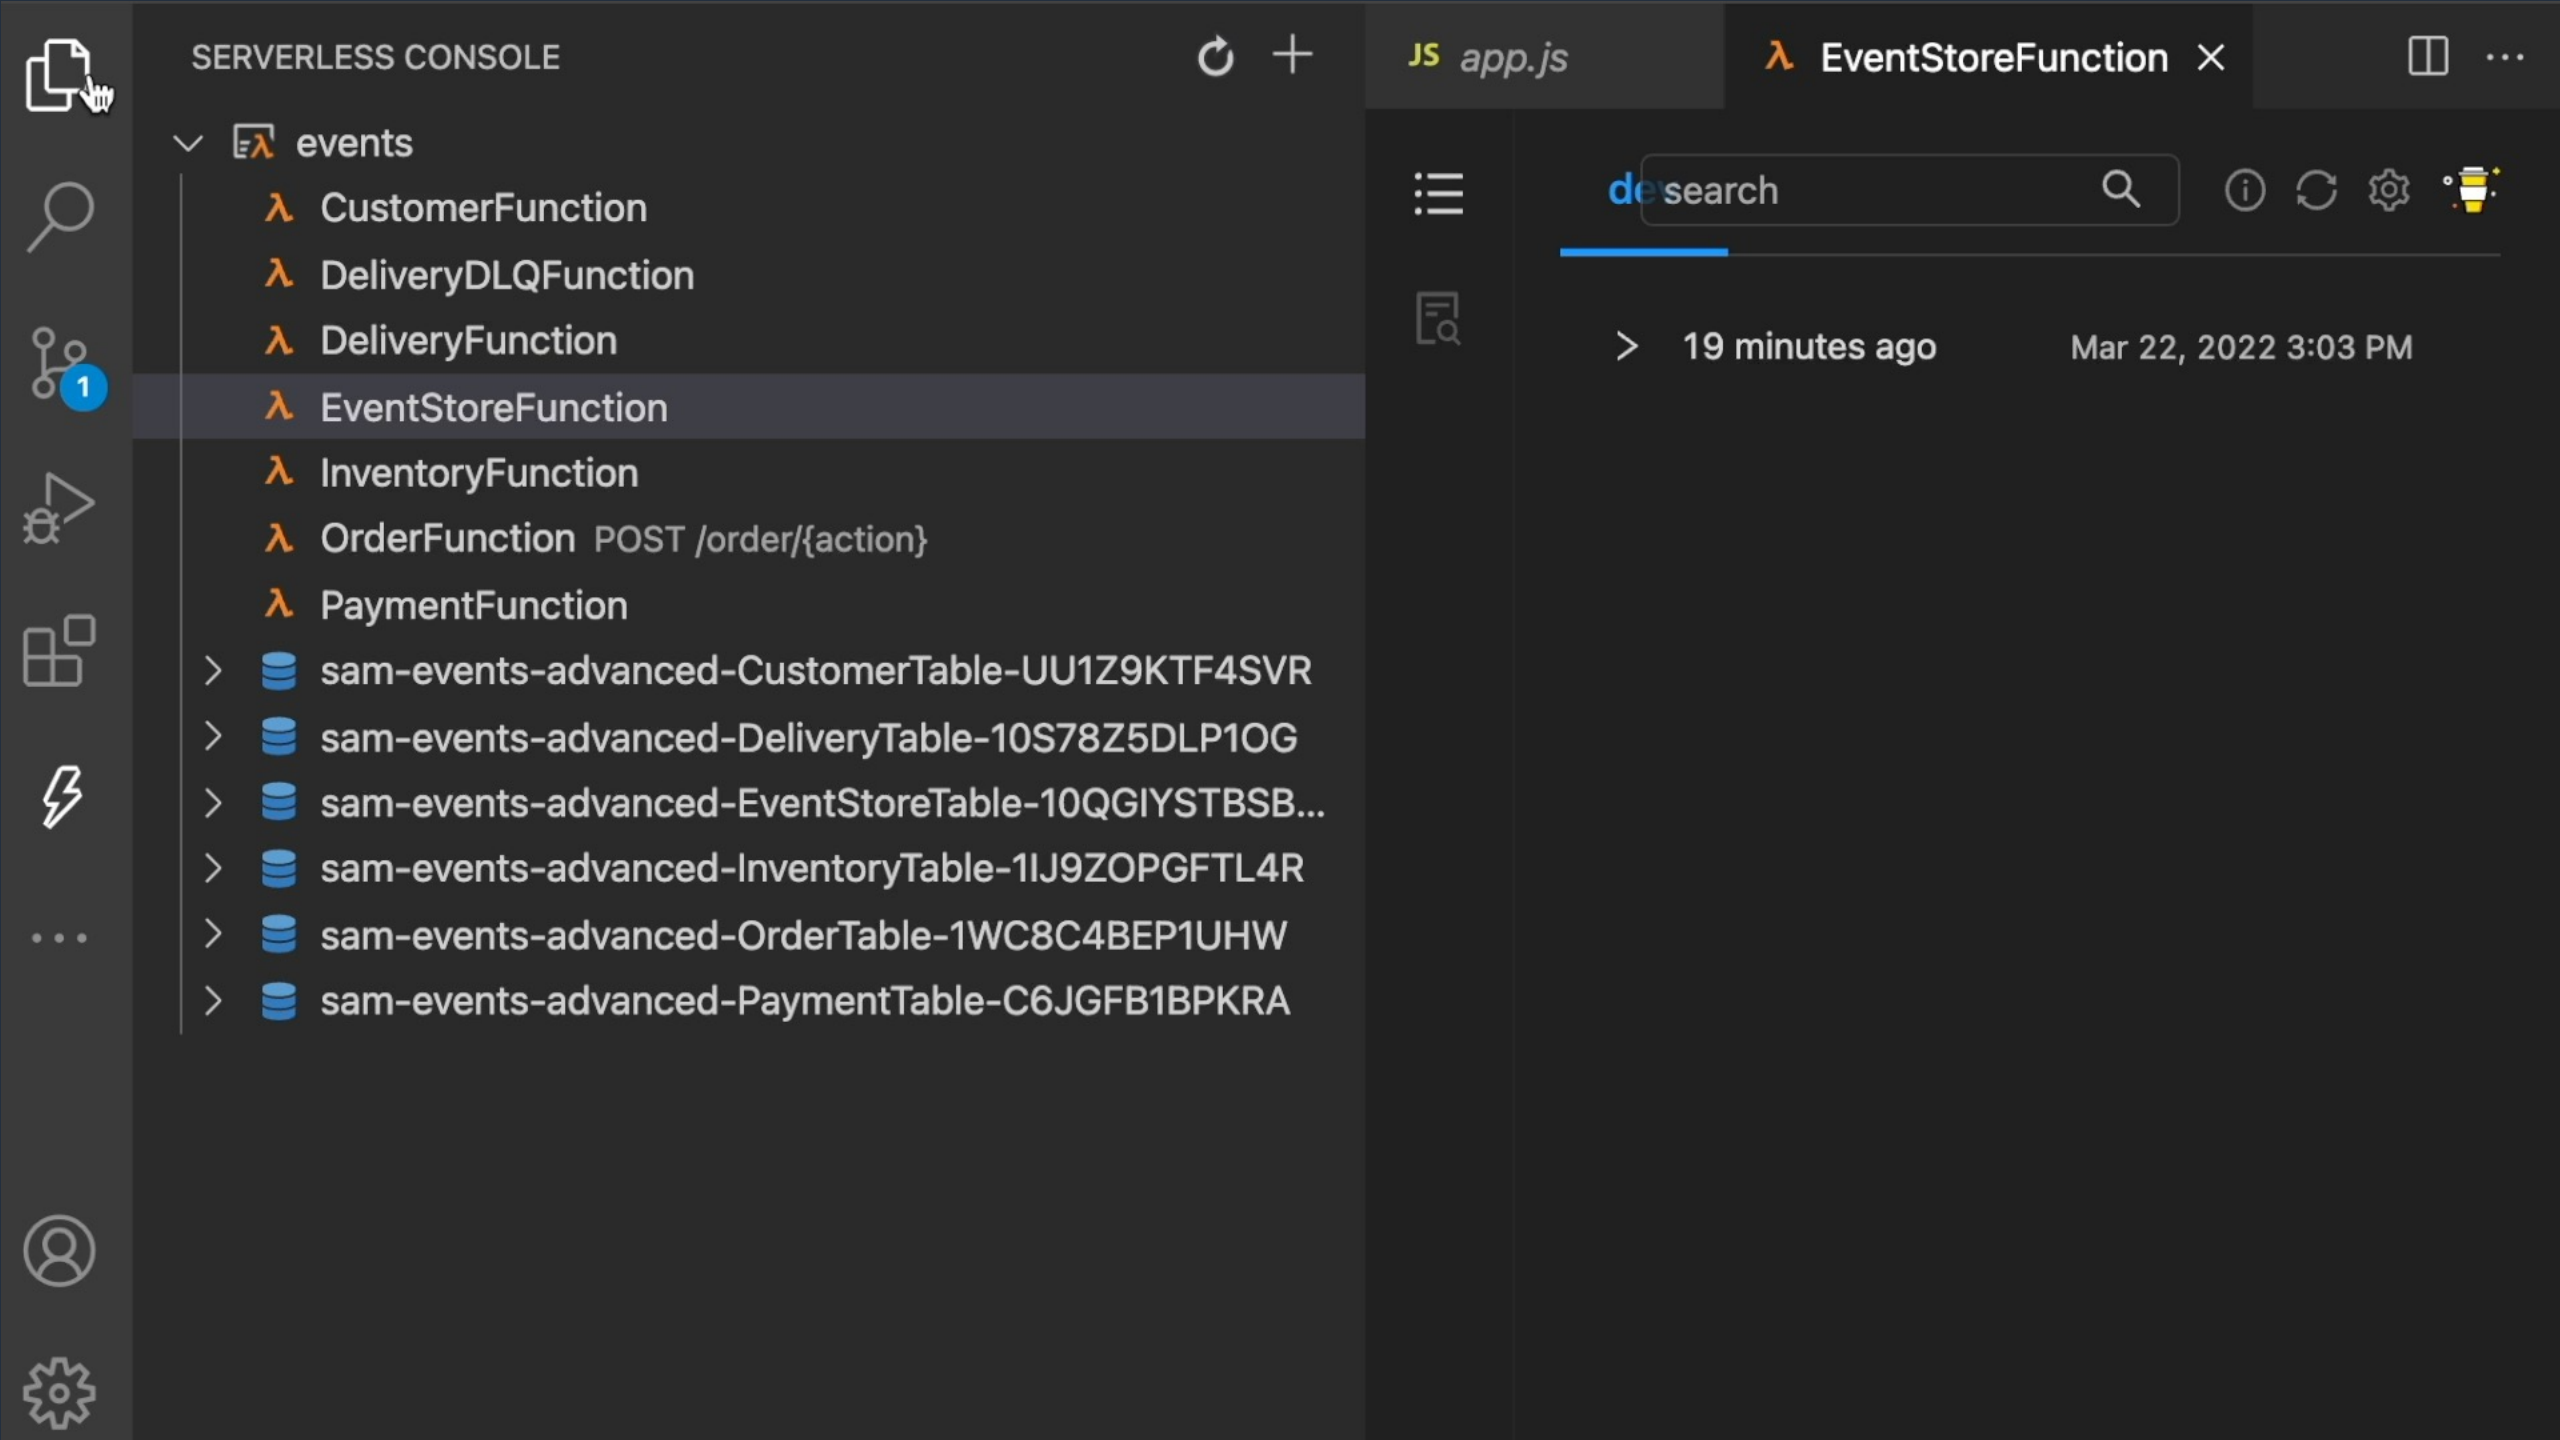 SERVERLESS CONSOLE
events
CustomerFunction
DeliveryDLQFunction
DeliveryFunction
EventStoreFunction
InventoryFunction
OrderFunction POST /order/{action}
PaymentFunction
sam-events-advanced-CustomerTable-UU1Z9KTF4SVR
sam-events-advanced-DeliveryTable-10S78Z5DLP1OG
sam-events-advanced-EventStoreTable-10QGIYSTBSB...
sam-events-advanced-InventoryTable-1IJ9ZOPGFTL4R
sam-events-advanced-OrderTable-1WC8C4BEP1UHW
sam-events-advanced-PaymentTable-C6JGFB1BPKRA
1
JS app.js
EventStoreFunction
dev search
19 minutes ago Mar 22, 2022 3:03 PM